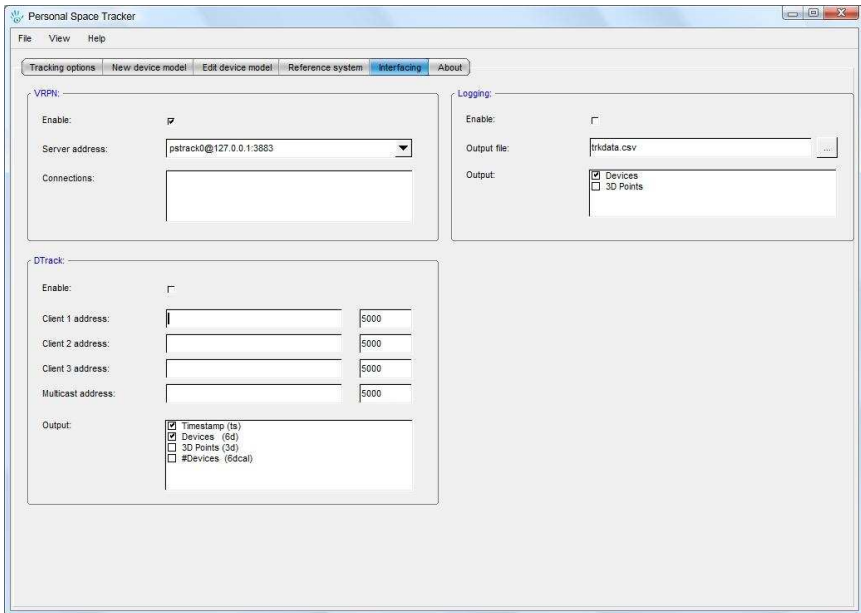 Personal Space Tracker
File View Help
Tracking options New device model Edit device model Reference system Interfacing About
VRPN:
Enable:
Server address: pstrack0@127.0.0.1:3883
Connections:
Logging:
Enable:
Output file: trkdata.csv ...
Output: Devices
3D Points
DTrack:
Enable:
Client 1 address: 5000
Client 2 address: 5000
Client 3 address: 5000
Multicast address: 5000
Output: Timestamp (ts)
Devices (6d)
3D Points (3d)
#Devices (6dcal)